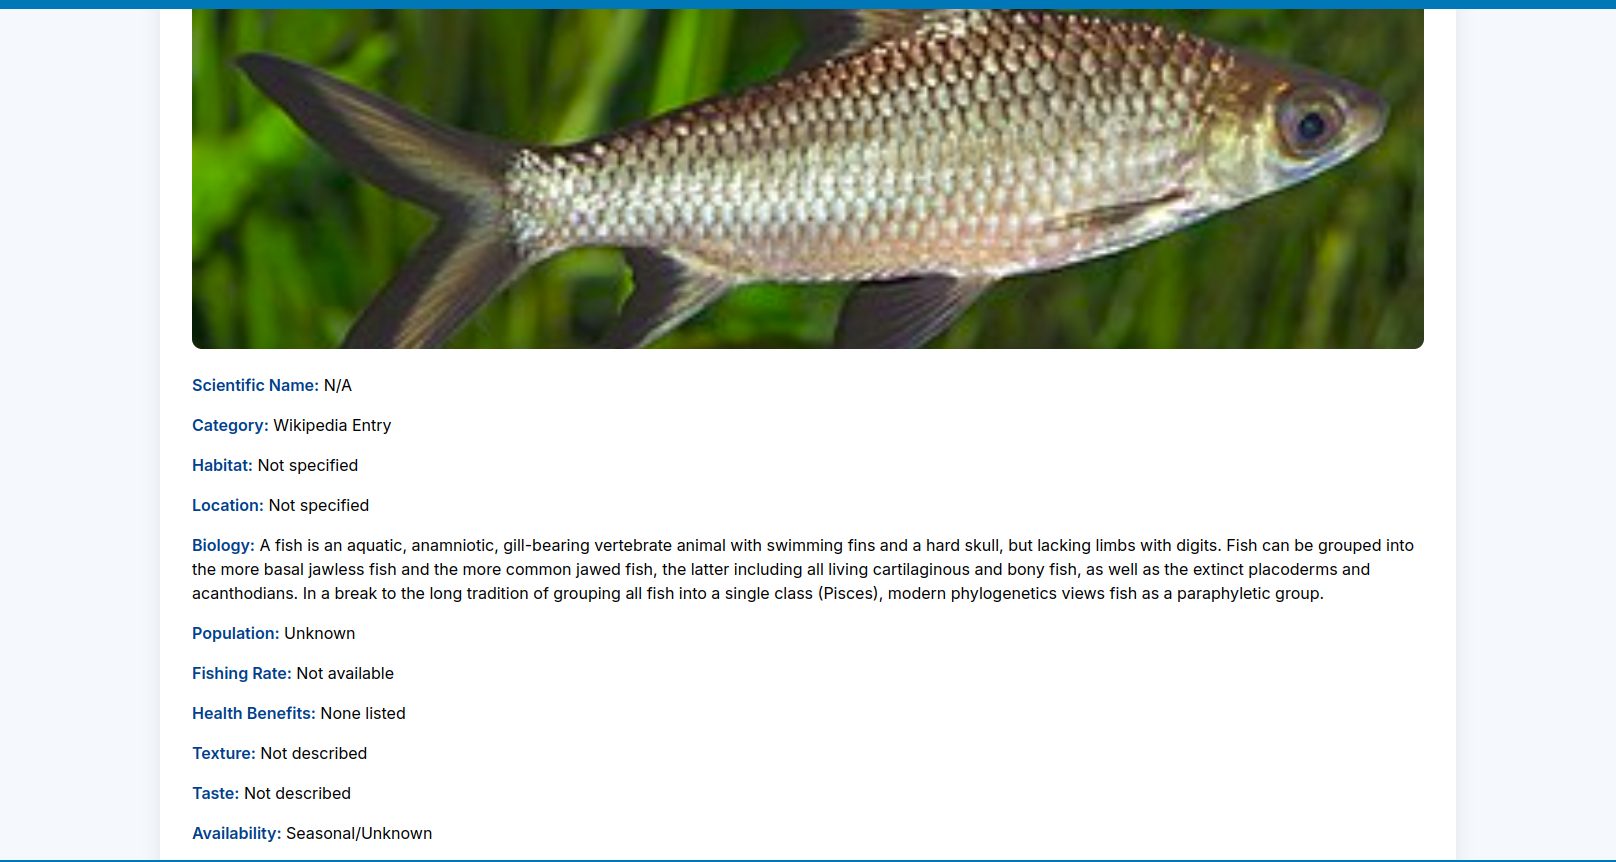 Scientific Name: N/A
Category: Wikipedia Entry
Habitat: Not specified
Location: Not specified
Biology: A fish is an aquatic, anamniotic, gill-bearing vertebrate animal with swimming fins and a hard skull, but lacking limbs with digits. Fish can be grouped into
the more basal jawless fish and the more common jawed fish, the latter including all living cartilaginous and bony fish, as well as the extinct placoderms and
acanthodians. In a break to the long tradition of grouping all fish into a single class (Pisces), modern phylogenetics views fish as a paraphyletic group.
Population: Unknown
Fishing Rate: Not available
Health Benefits: None listed
Texture: Not described
Taste: Not described
Availability: Seasonal/Unknown